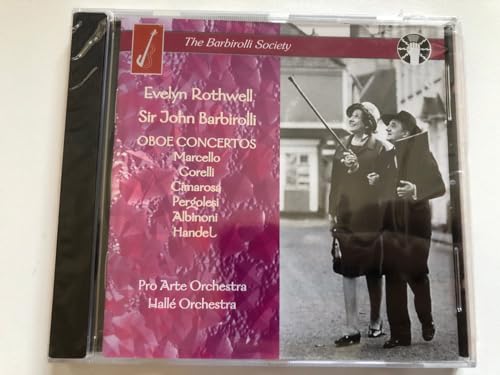 The Barbirolli Society
Evelyn Rothwell
Sir John Barbirolli
OBOE CONCERTOS
Marcello
Corelli
Cimarosa
Pergolesi
Albinoni
Handel
Pro Arte Orchestra
Hallé Orchestra